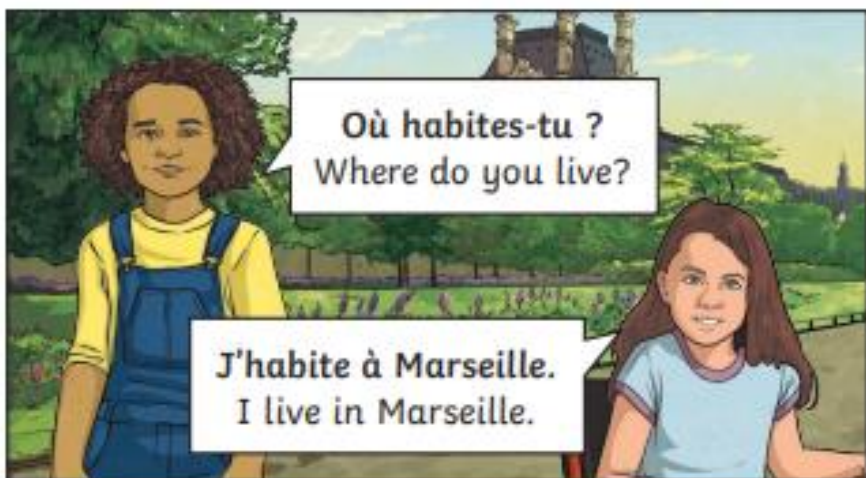 Où habites-tu ?
Where do you live?
J'habite à Marseille.
I live in Marseille.